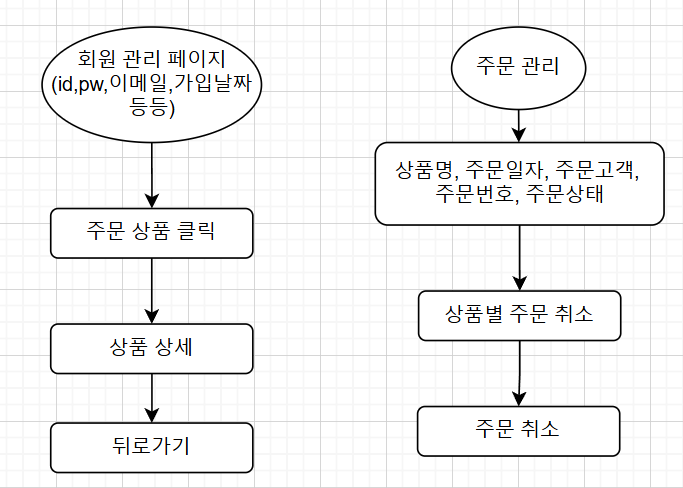 회원 관리 페이지
(id,pw,이메일,가입날짜
등등)
주문 상품 클릭
상품 상세
뒤로가기
주문 관리
상품명, 주문일자, 주문고객,
주문번호, 주문상태
상품별 주문 취소
주문 취소